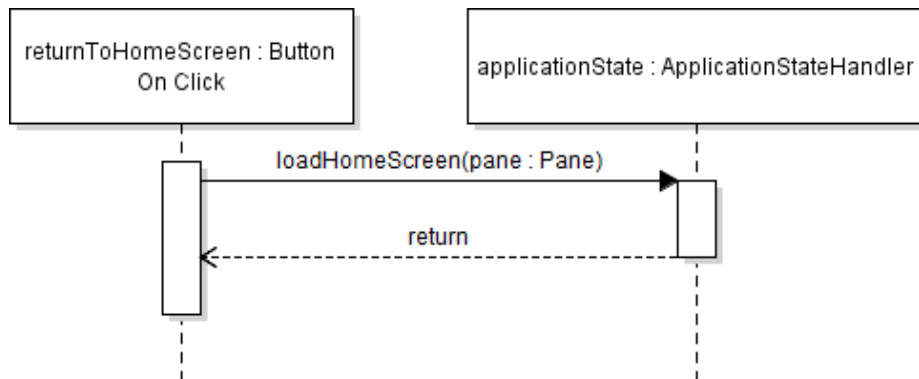 returnToHomeScreen : Button
On Click
applicationState : ApplicationStateHandler
loadHomeScreen(pane : Pane)
return